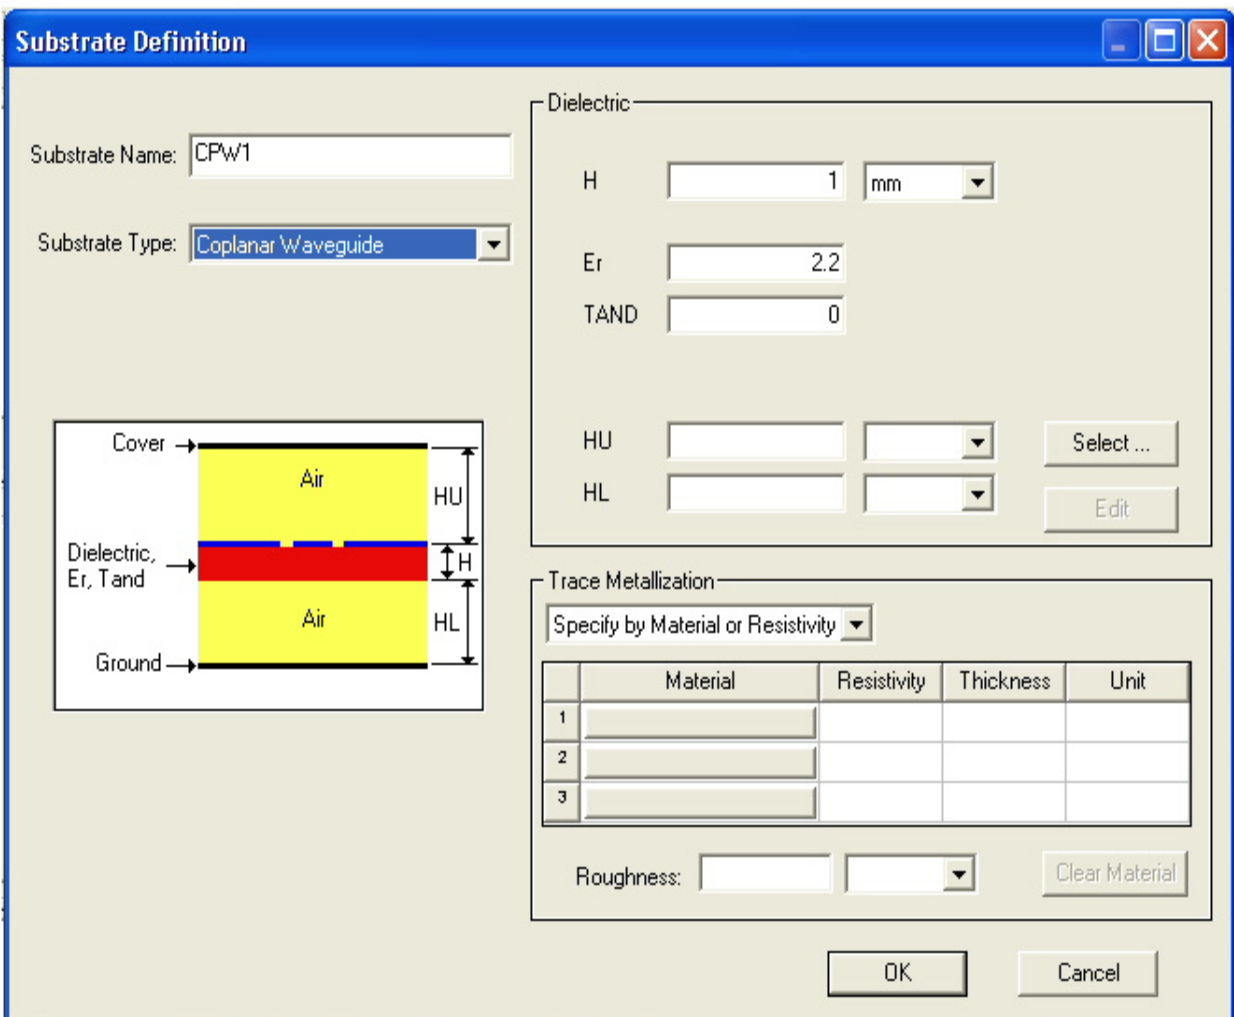 Substrate Definition
Substrate Name: CPW1
Substrate Type: Coplanar Waveguide
Cover
Air
HU
Dielectric,
Er, Tand
H
Air
HL
Ground
Dielectric
H 1 mm
Er 2.2
TAND 0
HU Select ...
HL Edit
Trace Metallization
Specify by Material or Resistivity
Material Resistivity Thickness Unit
1
2
3
Roughness: Clear Material
OK Cancel